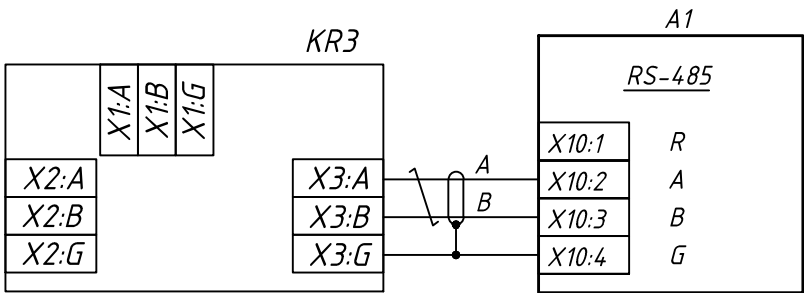 A1
KR3
RS-485
X1:A
X1:B
X1:G
X10:1 R
X2:A X3:A A X10:2 A
X2:B X3:B B X10:3 B
X2:G X3:G X10:4 G